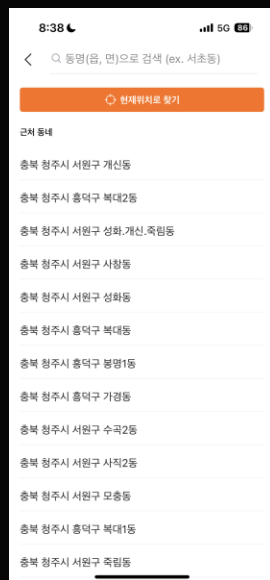 8:38
5G 86
동명(읍, 면)으로 검색 (ex. 서초동)
현재위치로 찾기
근처 동네
충북 청주시 서원구 개신동
충북 청주시 흥덕구 복대2동
충북 청주시 서원구 성화.개신.죽림동
충북 청주시 서원구 사창동
충북 청주시 서원구 성화동
충북 청주시 흥덕구 복대동
충북 청주시 흥덕구 봉명1동
충북 청주시 흥덕구 가경동
충북 청주시 서원구 수곡2동
충북 청주시 서원구 사직2동
충북 청주시 서원구 모충동
충북 청주시 흥덕구 복대1동
충북 청주시 서원구 죽림동